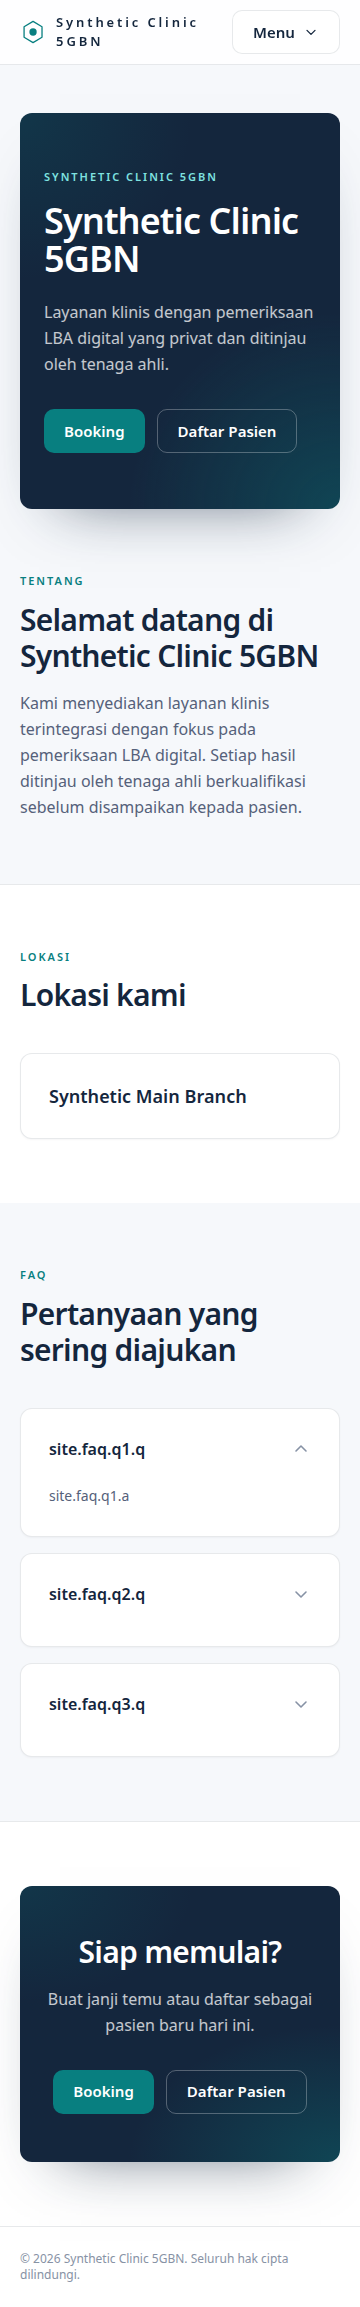 Synthetic Clinic
5GBN
Menu
SYNTHETIC CLINIC 5GBN
Synthetic Clinic
5GBN
Layanan klinis dengan pemeriksaan
LBA digital yang privat dan ditinjau
oleh tenaga ahli.
Booking
Daftar Pasien
TENTANG
Selamat datang di
Synthetic Clinic 5GBN
Kami menyediakan layanan klinis
terintegrasi dengan fokus pada
pemeriksaan LBA digital. Setiap hasil
ditinjau oleh tenaga ahli berkualifikasi
sebelum disampaikan kepada pasien.
LOKASI
Lokasi kami
Synthetic Main Branch
FAQ
Pertanyaan yang
sering diajukan
site.faq.q1.q
site.faq.q1.a
site.faq.q2.q
site.faq.q3.q
Siap memulai?
Buat janji temu atau daftar sebagai
pasien baru hari ini.
Booking
Daftar Pasien
© 2026 Synthetic Clinic 5GBN. Seluruh hak cipta
dilindungi.